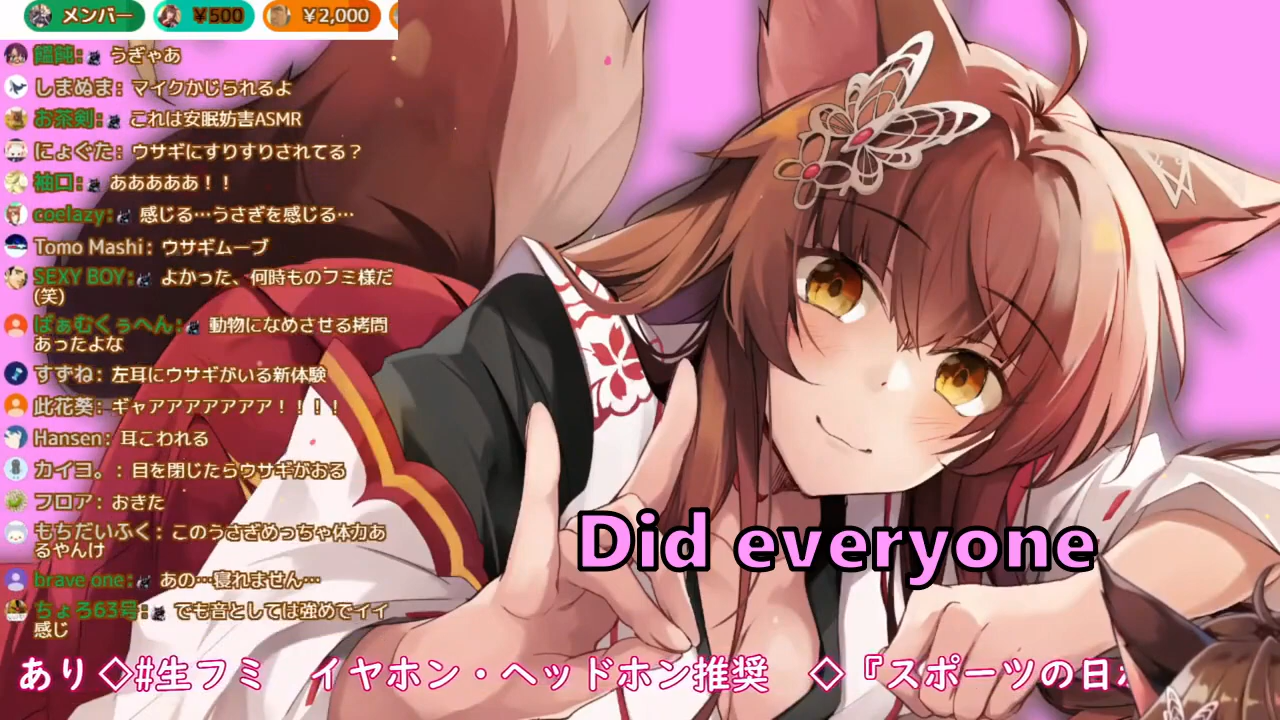 メンバー ¥500 ¥2,000
饂飩: うぎゃあ
しまぬま: マイクかじられるよ
お茶剣: これは安眠妨害ASMR
にょぐた: ウサギにすりすりされてる？
袖口: あああああ！！
coelazy: 感じる…うさぎを感じる…
Tomo Mashi: ウサギムーブ
SEXY BOY: よかった、何時ものフミ様だ
(笑)
ばぁむくぅへん: 動物になめさせる拷問
あったよな
すずね: 左耳にウサギがいる新体験
此花葵: ギャアアアアアアア！！！！
Hansen: 耳こわれる
カイヨ。: 目を閉じたらウサギがおる
フロア: おきた
もちだいふく: このうさぎめっちゃ体力あ
るやんけ
brave one: あの…寝れません…
ちょろ63号: でも音としては強めでイイ
感じ
Did everyone
あり◇#生フミ　イヤホン・ヘッドホン推奨　◇『スポーツの日